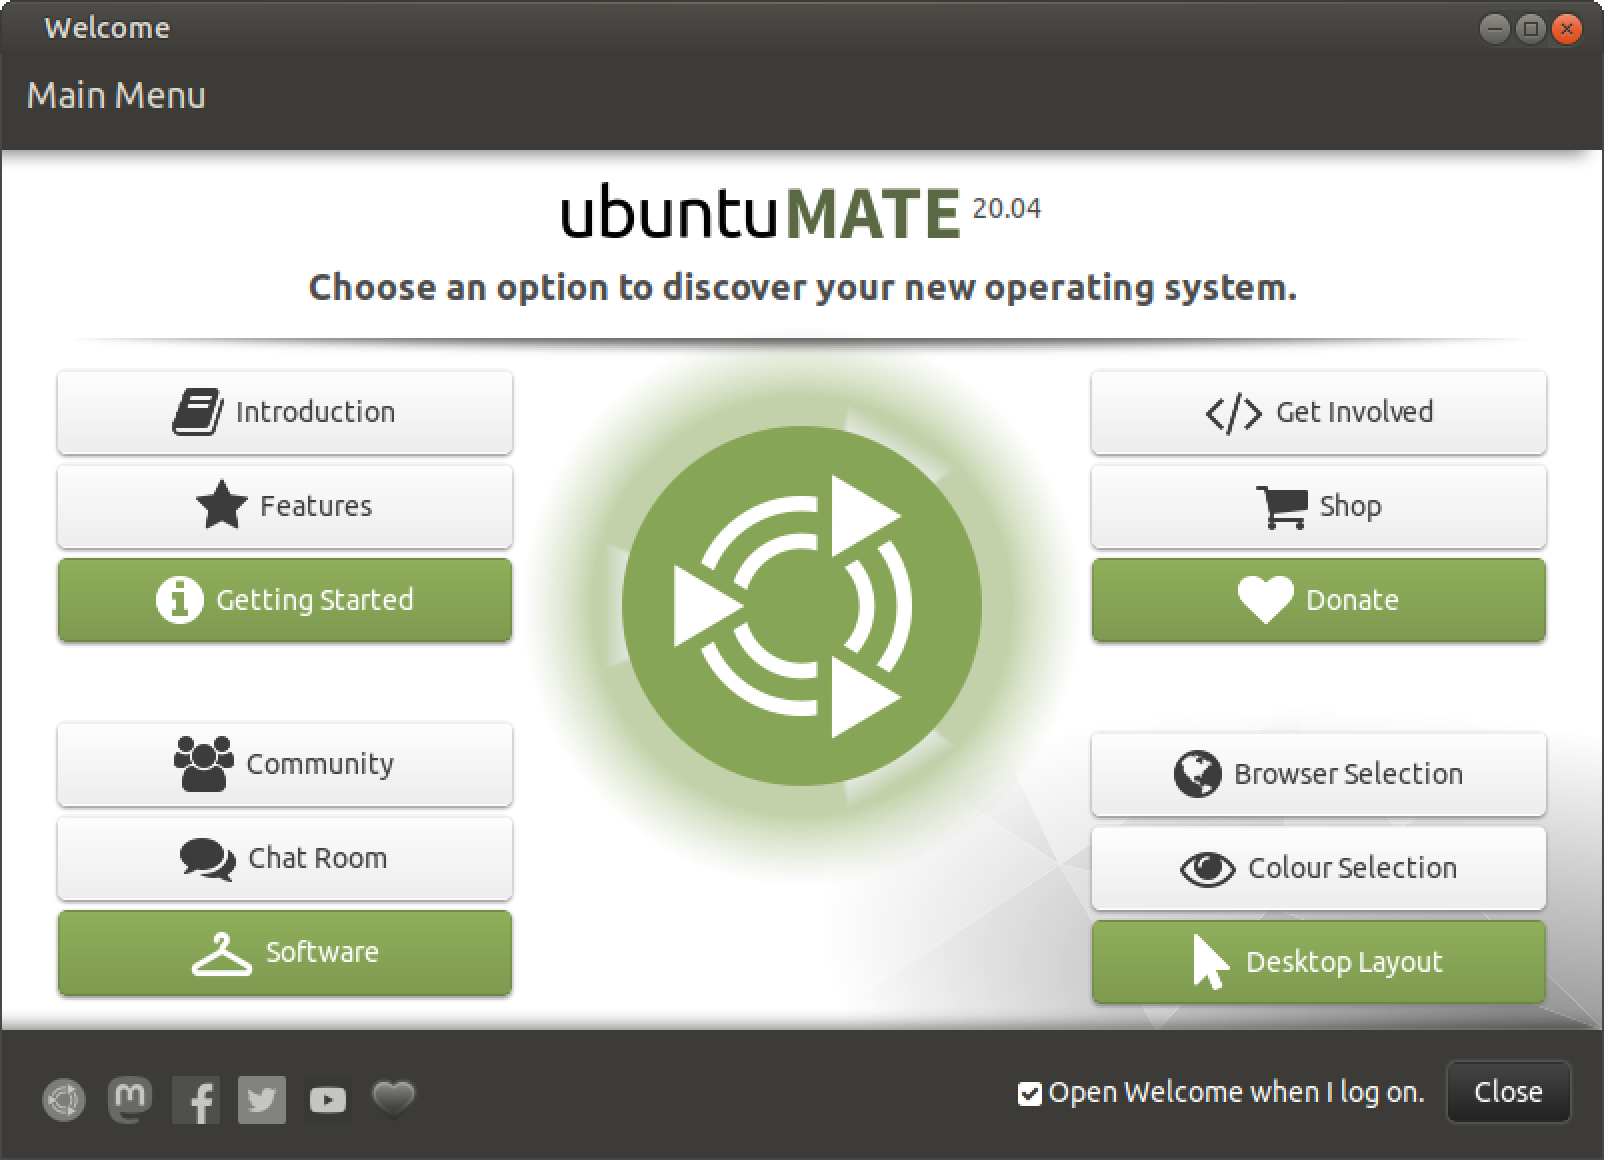 Welcome
Main Menu
ubuntu MATE 20.04
Choose an option to discover your new operating system.
Introduction
Features
Getting Started
Community
Chat Room
Software
Get Involved
Shop
Donate
Browser Selection
Colour Selection
Desktop Layout
Open Welcome when I log on.
Close